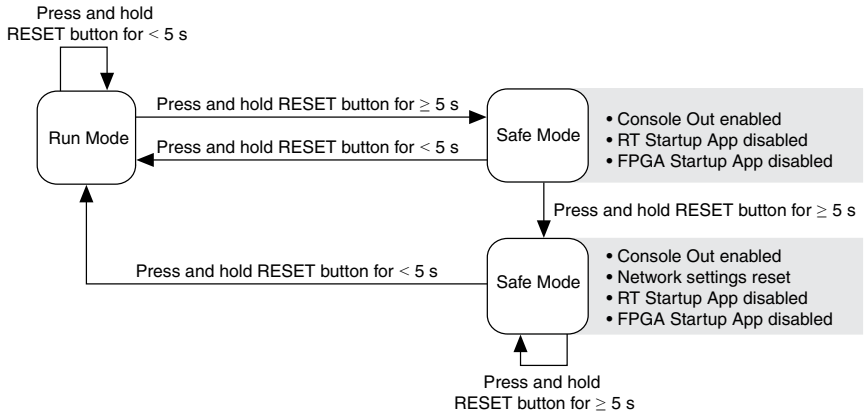 Press and hold
RESET button for < 5 s
Run Mode
Press and hold RESET button for ≥ 5 s
Press and hold RESET button for < 5 s
Safe Mode
• Console Out enabled
• RT Startup App disabled
• FPGA Startup App disabled
Press and hold RESET button for ≥ 5 s
Press and hold RESET button for < 5 s
Safe Mode
• Console Out enabled
• Network settings reset
• RT Startup App disabled
• FPGA Startup App disabled
Press and hold
RESET button for ≥ 5 s